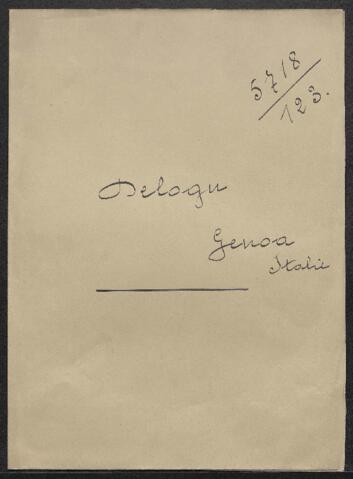 5718
123.
Delogu
Genoa
Italie